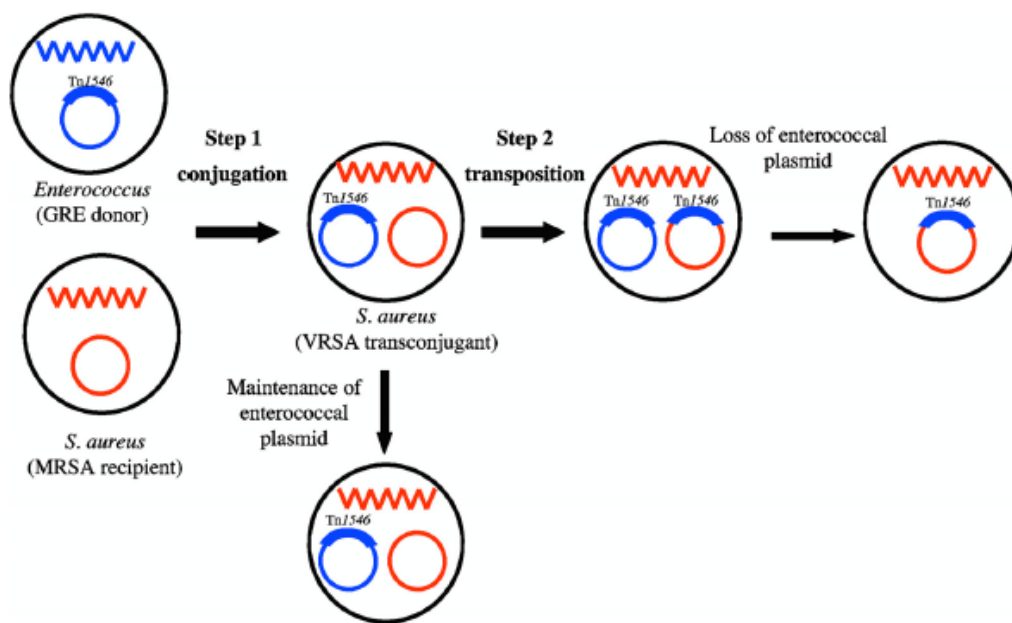 Tn1546
Enterococcus
(GRE donor)
S. aureus
(MRSA recipient)
Step 1
conjugation
Tn1546
S. aureus
(VRSA transconjugant)
Maintenance of
enterococcal
plasmid
Tn1546
Step 2
transposition
Tn1546 Tn1546
Loss of enterococcal
plasmid
Tn1546